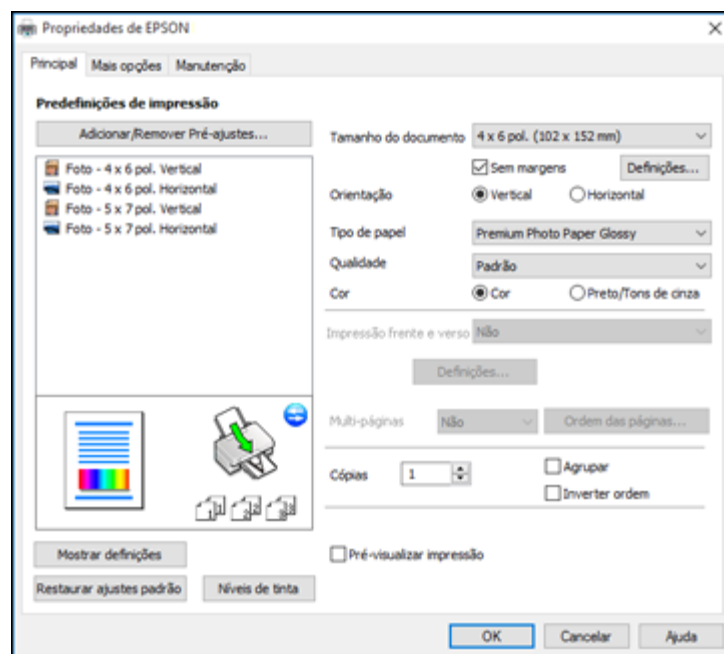 Propriedades de EPSON
Principal Mais opções Manutenção
Predefinições de impressão
Adicionar/Remover Pré-ajustes...
Foto - 4 x 6 pol. Vertical
Foto - 4 x 6 pol. Horizontal
Foto - 5 x 7 pol. Vertical
Foto - 5 x 7 pol. Horizontal
Mostrar definições
Restaurar ajustes padrão Níveis de tinta
Tamanho do documento 4 x 6 pol. (102 x 152 mm)
Sem margens Definições...
Orientação Vertical Horizontal
Tipo de papel Premium Photo Paper Glossy
Qualidade Padrão
Cor Cor Preto/Tons de cinza
Impressão frente e verso Não
Definições...
Multi-páginas Não Ordem das páginas...
Cópias 1 Agrupar
Inverter ordem
Pré-visualizar impressão
OK Cancelar Ajuda